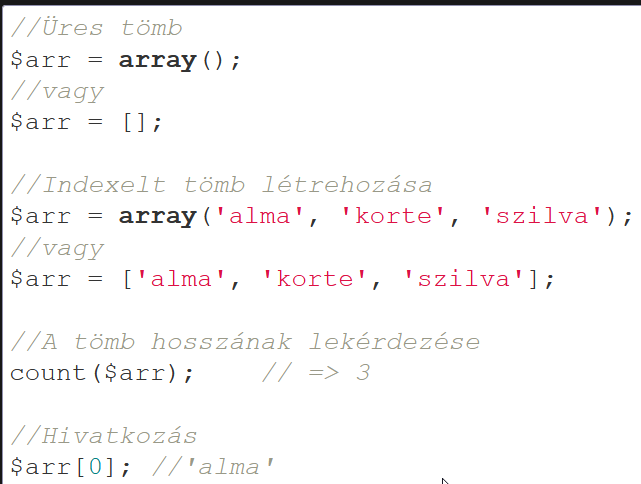 //Üres tömb
$arr = array();
//vagy
$arr = [];
//Indexelt tömb létrehozása
$arr = array('alma', 'korte', 'szilva');
//vagy
$arr = ['alma', 'korte', 'szilva'];
//A tömb hosszának lekérdezése
count($arr);    // => 3
//Hivatkozás
$arr[0]; //'alma'